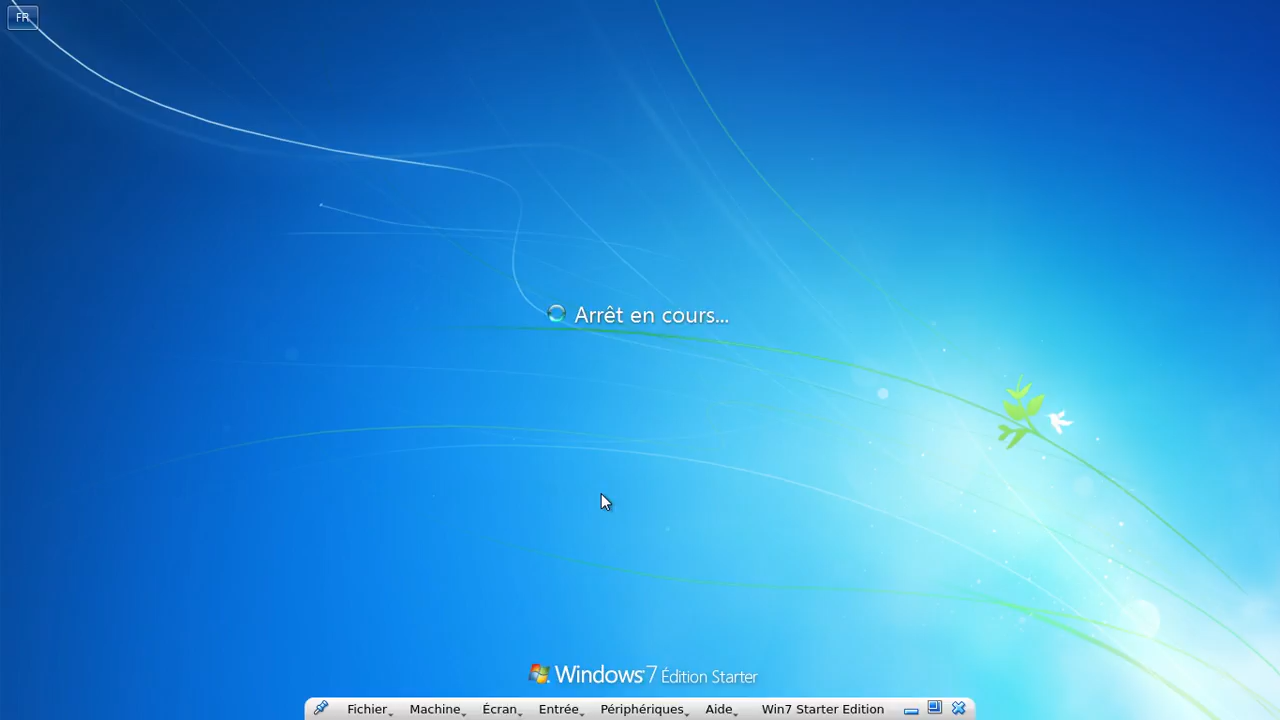 FR
Arrêt en cours...
Windows 7 Édition Starter
Fichier Machine Écran Entrée Périphériques Aide Win7 Starter Edition